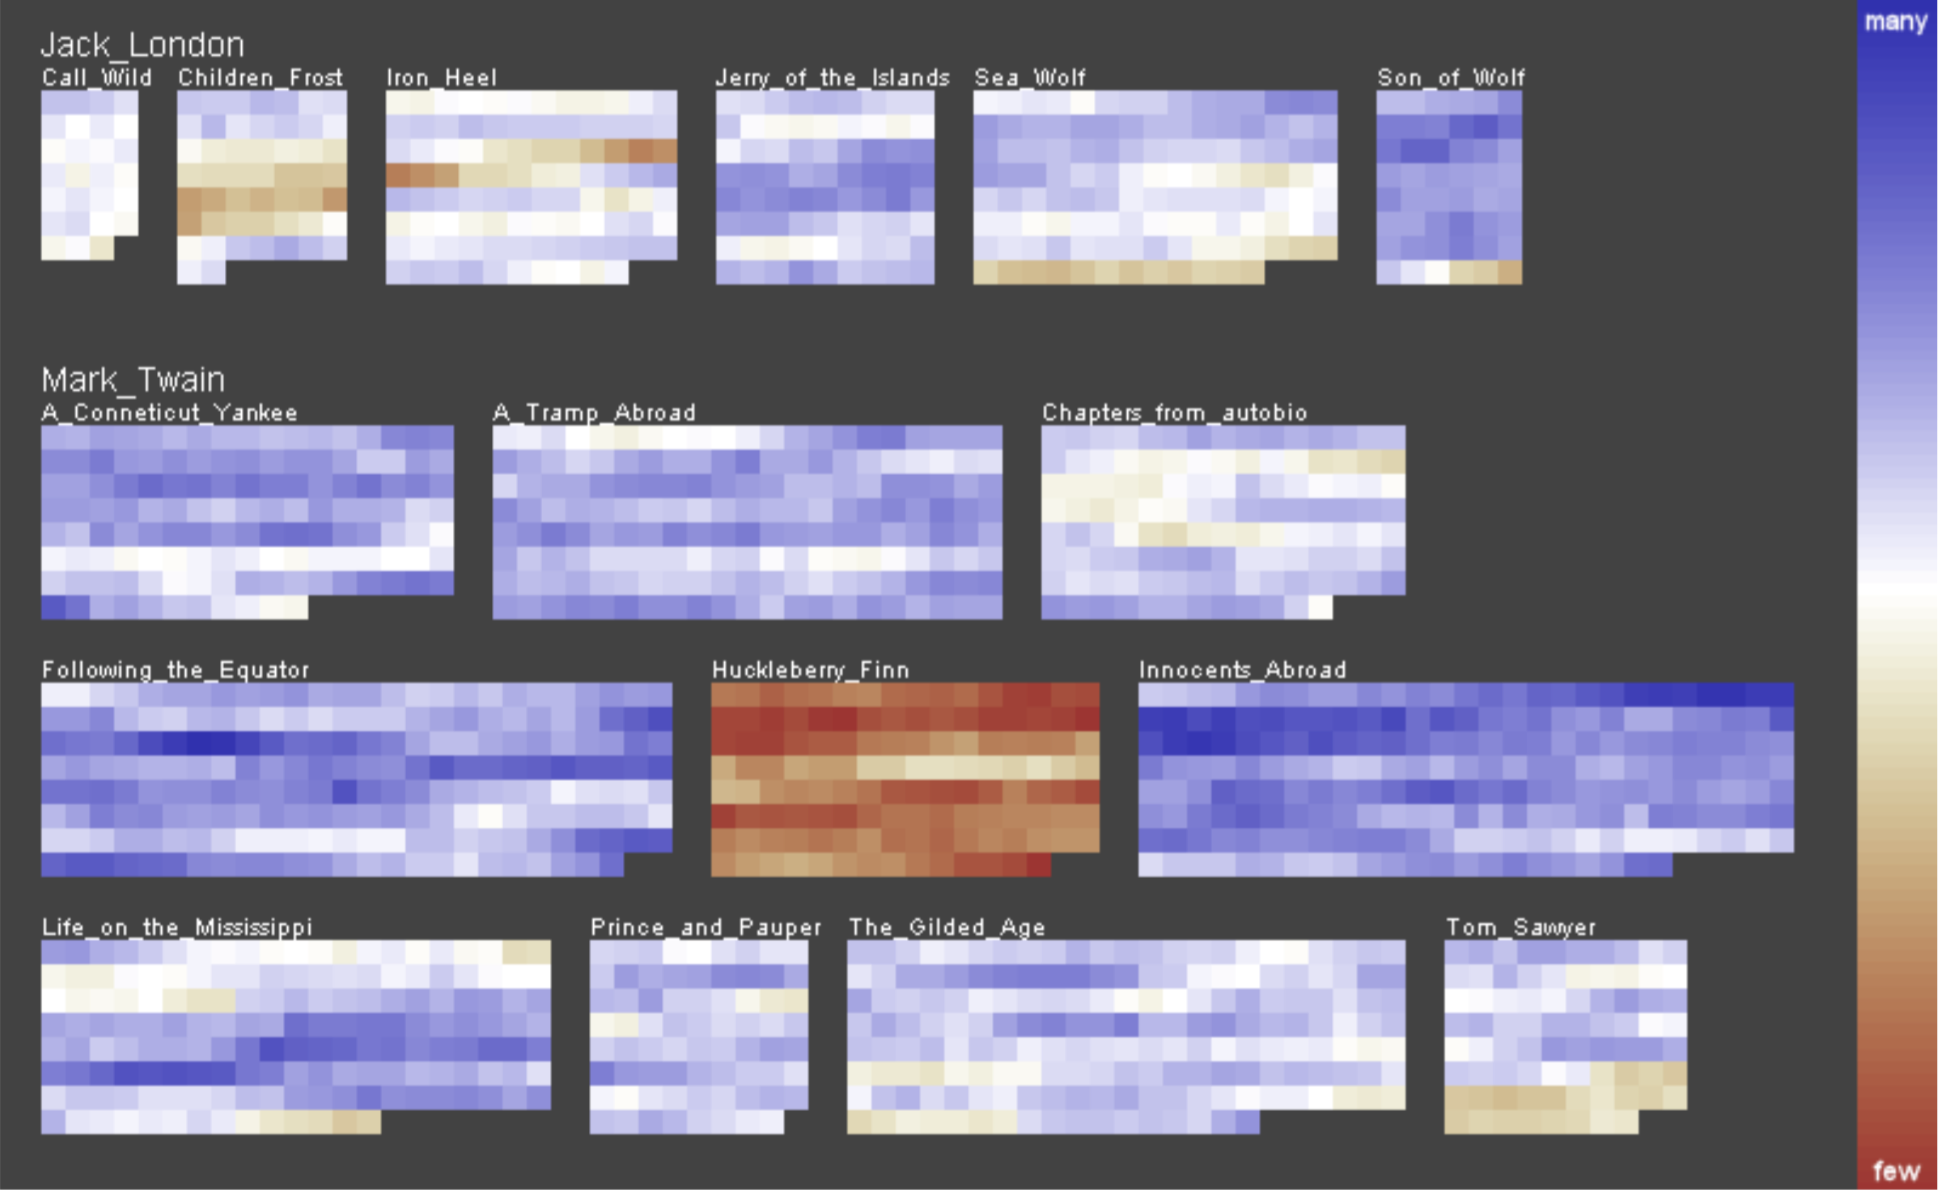 many
Jack_London
Call_Wild Children_Frost Iron_Heel Jerry_of_the_Islands Sea_Wolf Son_of_Wolf
Mark_Twain
A_Conneticut_Yankee A_Tramp_Abroad Chapters_from_autobio
Following_the_Equator Huckleberry_Finn Innocents_Abroad
Life_on_the_Mississippi Prince_and_Pauper The_Gilded_Age Tom_Sawyer
few